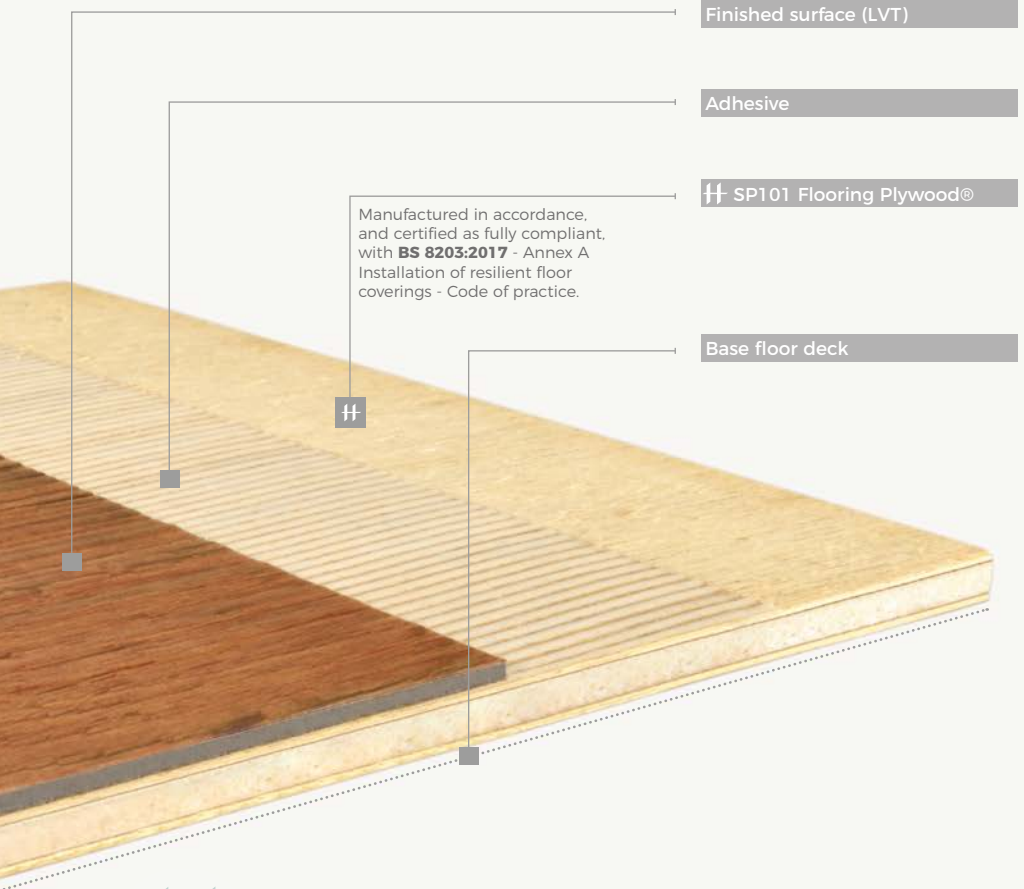 Finished surface (LVT)
Adhesive
SP101 Flooring Plywood®
Manufactured in accordance,
and certified as fully compliant,
with BS 8203:2017 - Annex A
Installation of resilient floor
coverings - Code of practice.
Base floor deck